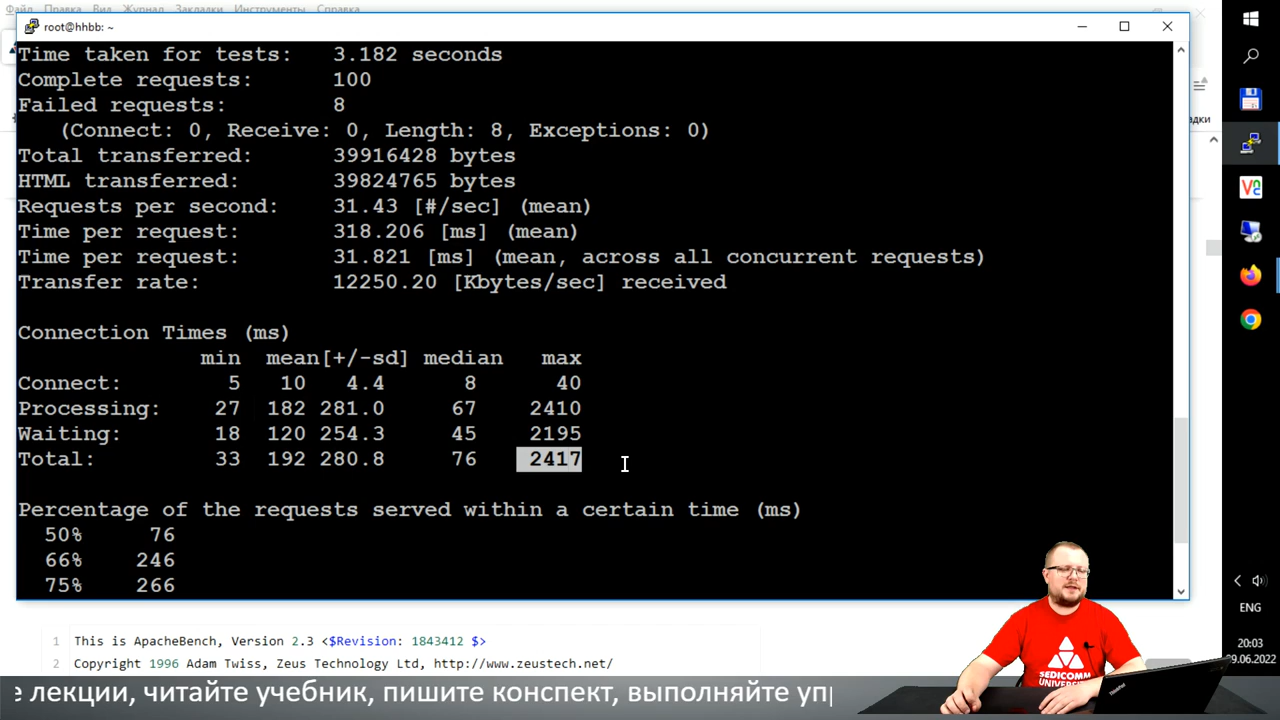 Файл Правка Вид Журнал Закладки Инструменты Справка
root@hhbb: ~
Time taken for tests: 3.182 seconds
Complete requests: 100
Failed requests: 8
(Connect: 0, Receive: 0, Length: 8, Exceptions: 0)
Total transferred: 39916428 bytes
HTML transferred: 39824765 bytes
Requests per second: 31.43 [#/sec] (mean)
Time per request: 318.206 [ms] (mean)
Time per request: 31.821 [ms] (mean, across all concurrent requests)
Transfer rate: 12250.20 [Kbytes/sec] received
Connection Times (ms)
min mean[+/-sd] median max
Connect: 5 10 4.4 8 40
Processing: 27 182 281.0 67 2410
Waiting: 18 120 254.3 45 2195
Total: 33 192 280.8 76 2417
Percentage of the requests served within a certain time (ms)
50% 76
66% 246
75% 266
1 This is ApacheBench, Version 2.3 <$Revision: 1843412 $>
2 Copyright 1996 Adam Twiss, Zeus Technology Ltd, http://www.zeustech.net/
адки
ENG
20:03
09.06.2022
SEDICOMM
UNIVERSITY
ThinkPad
е лекции, читайте учебник, пишите конспект, выполняйте упр